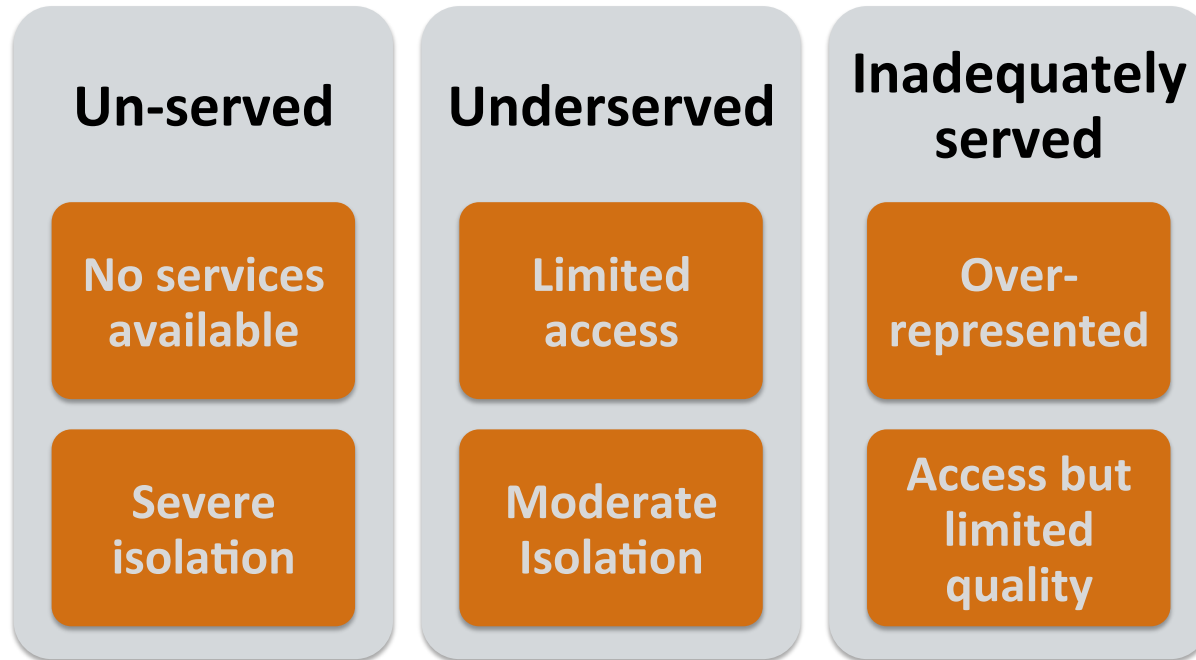 Un-served
No services
available
Severe
isolation
Underserved
Limited
access
Moderate
Isolation
Inadequately
served
Over-
represented
Access but
limited
quality